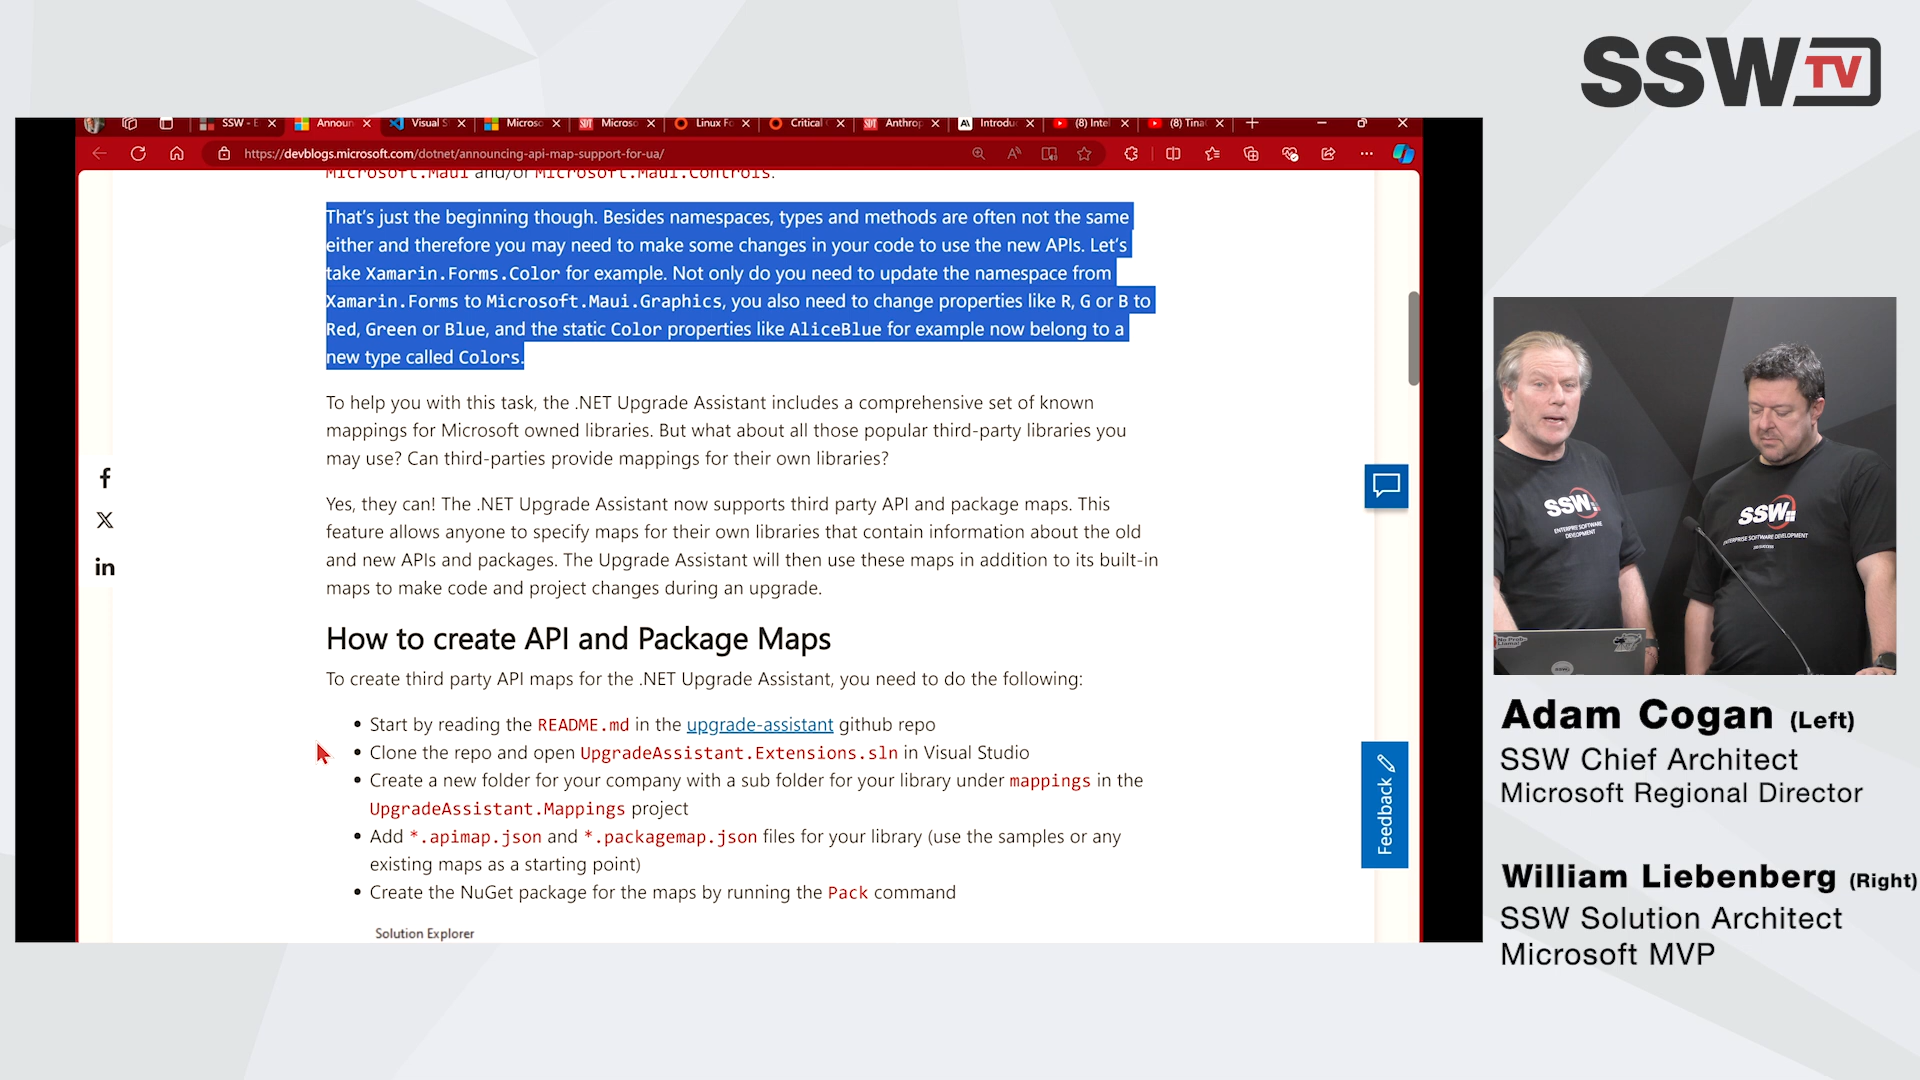 SSW TV
SSW - E
Announ
Visual S
Microso
Microso
Linux Fo
Critical
Anthrop
Introdu
(8) Intel
(8) Tina
https://devblogs.microsoft.com/dotnet/announcing-api-map-support-for-ua/
Microsoft.Maui and/or Microsoft.Maui.Controls.
That's just the beginning though. Besides namespaces, types and methods are often not the same
either and therefore you may need to make some changes in your code to use the new APIs. Let's
take Xamarin.Forms.Color for example. Not only do you need to update the namespace from
Xamarin.Forms to Microsoft.Maui.Graphics, you also need to change properties like R, G or B to
Red, Green or Blue, and the static Color properties like AliceBlue for example now belong to a
new type called Colors.
To help you with this task, the .NET Upgrade Assistant includes a comprehensive set of known
mappings for Microsoft owned libraries. But what about all those popular third-party libraries you
may use? Can third-parties provide mappings for their own libraries?
Yes, they can! The .NET Upgrade Assistant now supports third party API and package maps. This
feature allows anyone to specify maps for their own libraries that contain information about the old
and new APIs and packages. The Upgrade Assistant will then use these maps in addition to its built-in
maps to make code and project changes during an upgrade.
How to create API and Package Maps
To create third party API maps for the .NET Upgrade Assistant, you need to do the following:
• Start by reading the README.md in the upgrade-assistant github repo
• Clone the repo and open UpgradeAssistant.Extensions.sln in Visual Studio
• Create a new folder for your company with a sub folder for your library under mappings in the
UpgradeAssistant.Mappings project
• Add *.apimap.json and *.packagemap.json files for your library (use the samples or any
existing maps as a starting point)
• Create the NuGet package for the maps by running the Pack command
Solution Explorer
Feedback
SSW
ENTERPRISE SOFTWARE
DEVELOPMENT
SSW
ENTERPRISE SOFTWARE DEVELOPMENT
Adam Cogan (Left)
SSW Chief Architect
Microsoft Regional Director
William Liebenberg (Right)
SSW Solution Architect
Microsoft MVP